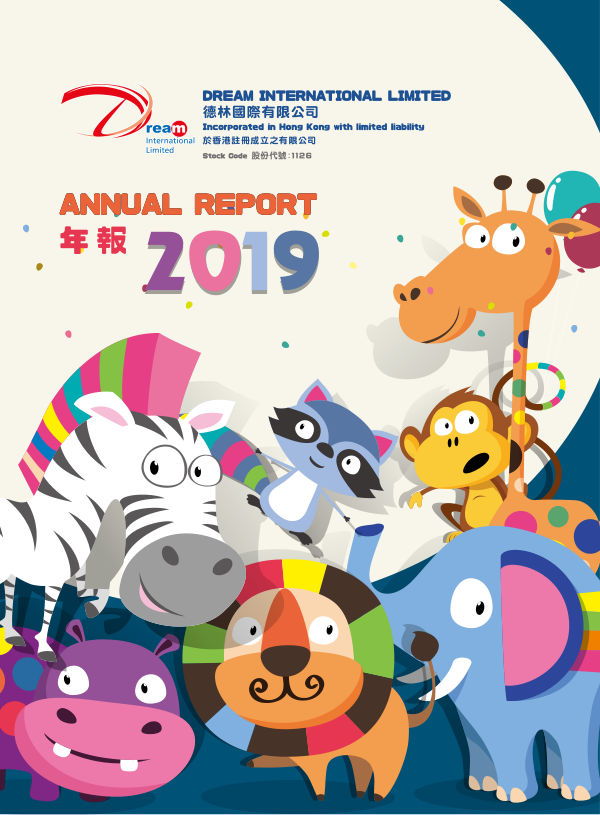 Dream
International
Limited
DREAM INTERNATIONAL LIMITED
德林國際有限公司
Incorporated in Hong Kong with limited liability
於香港註冊成立之有限公司
Stock Code 股份代號：1126
ANNUAL REPORT
年報 2019